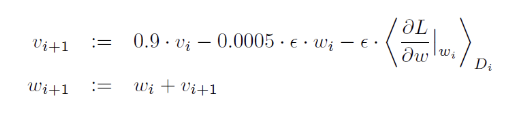 v_{i+1} := 0.9 · v_i − 0.0005 · ϵ · w_i − ϵ · ⟨ ∂L/∂w |_{w_i} ⟩_{D_i}
w_{i+1} := w_i + v_{i+1}